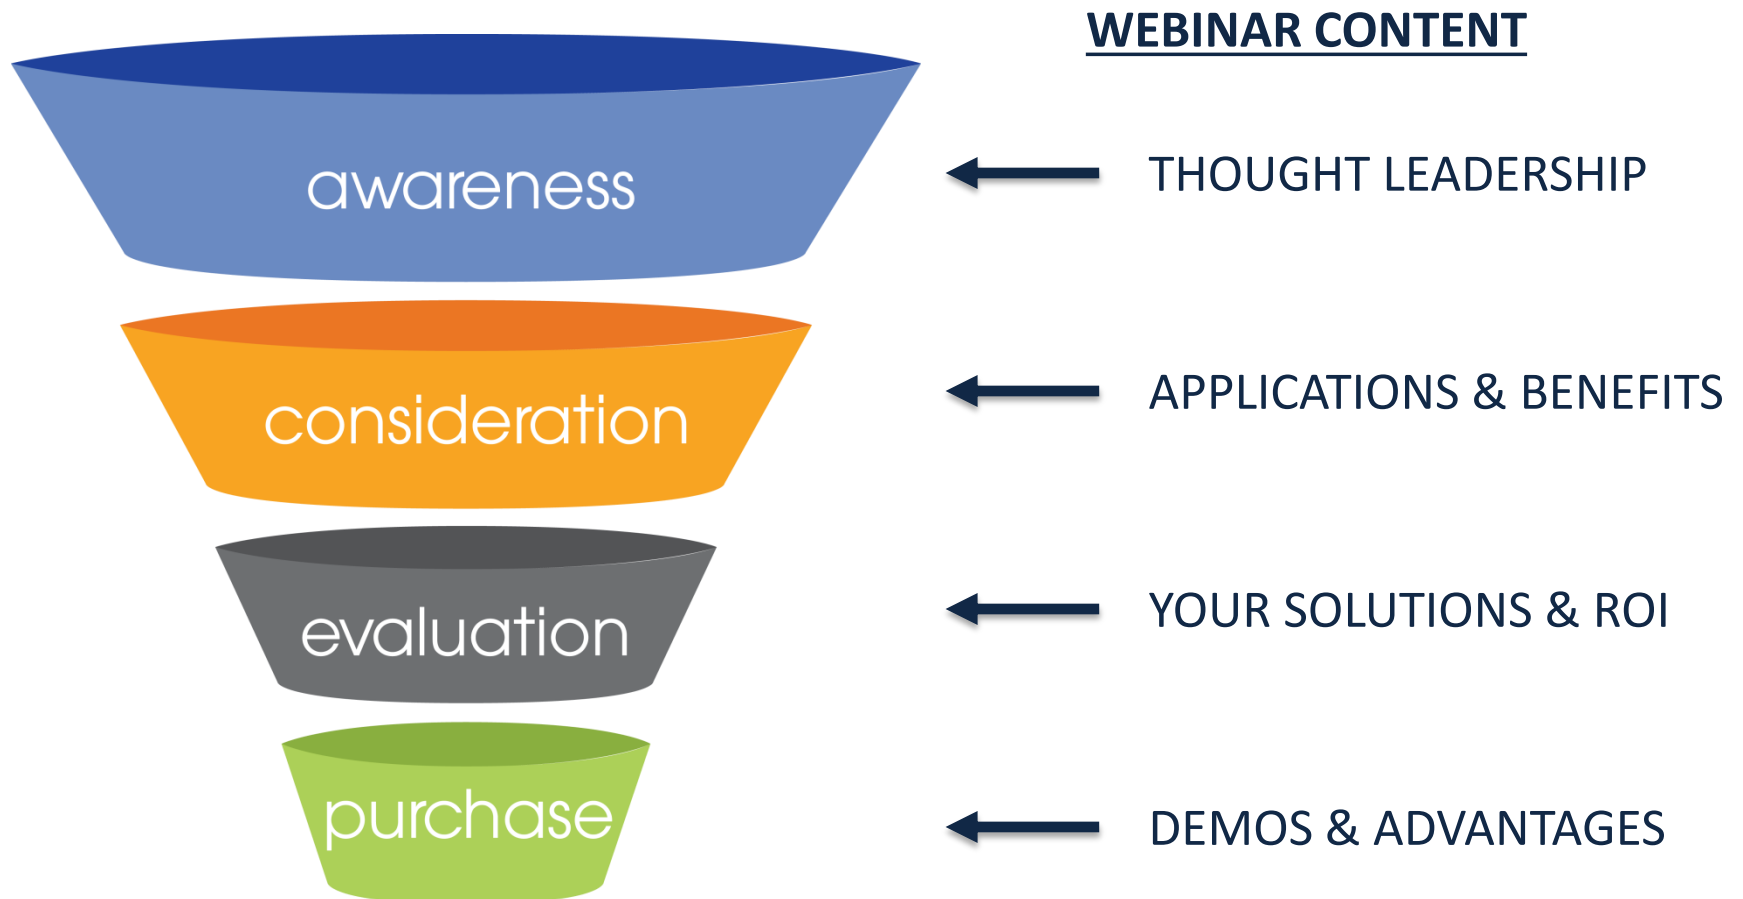 WEBINAR CONTENT
awareness
THOUGHT LEADERSHIP
consideration
APPLICATIONS & BENEFITS
evaluation
YOUR SOLUTIONS & ROI
purchase
DEMOS & ADVANTAGES